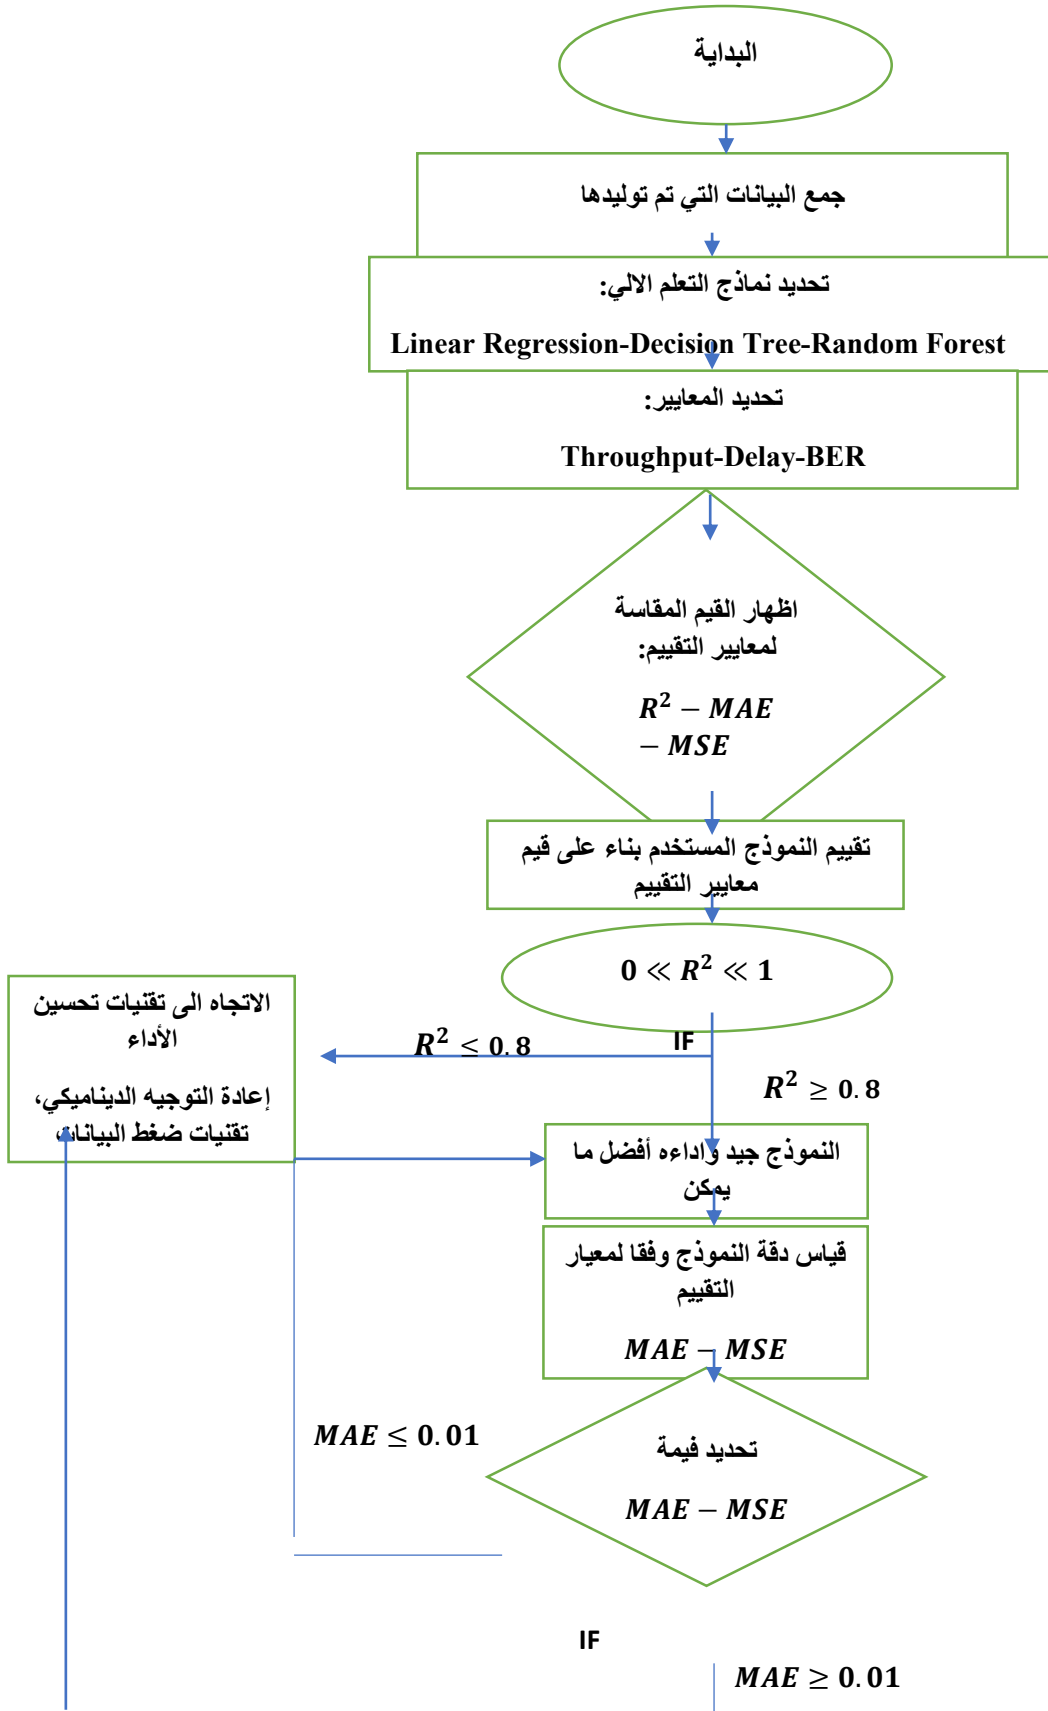 البداية
جمع البيانات التي تم توليدها
تحديد نماذج التعلم الالي:
Linear Regression-Decision Tree-Random Forest
تحديد المعايير:
Throughput-Delay-BER
اظهار القيم المقاسة
لمعايير التقييم:
R² − MAE
− MSE
تقييم النموذج المستخدم بناء على قيم
معايير التقييم
0 ≪ R² ≪ 1
الاتجاه الى تقنيات تحسين
الأداء
إعادة التوجيه الديناميكي،
تقنيات ضغط البيانات
R² ≤ 0.8
IF
R² ≥ 0.8
النموذج جيد واداءه أفضل ما
يمكن
قياس دقة النموذج وفقا لمعيار
التقييم
MAE − MSE
MAE ≤ 0.01
تحديد فيمة
MAE − MSE
IF
MAE ≥ 0.01